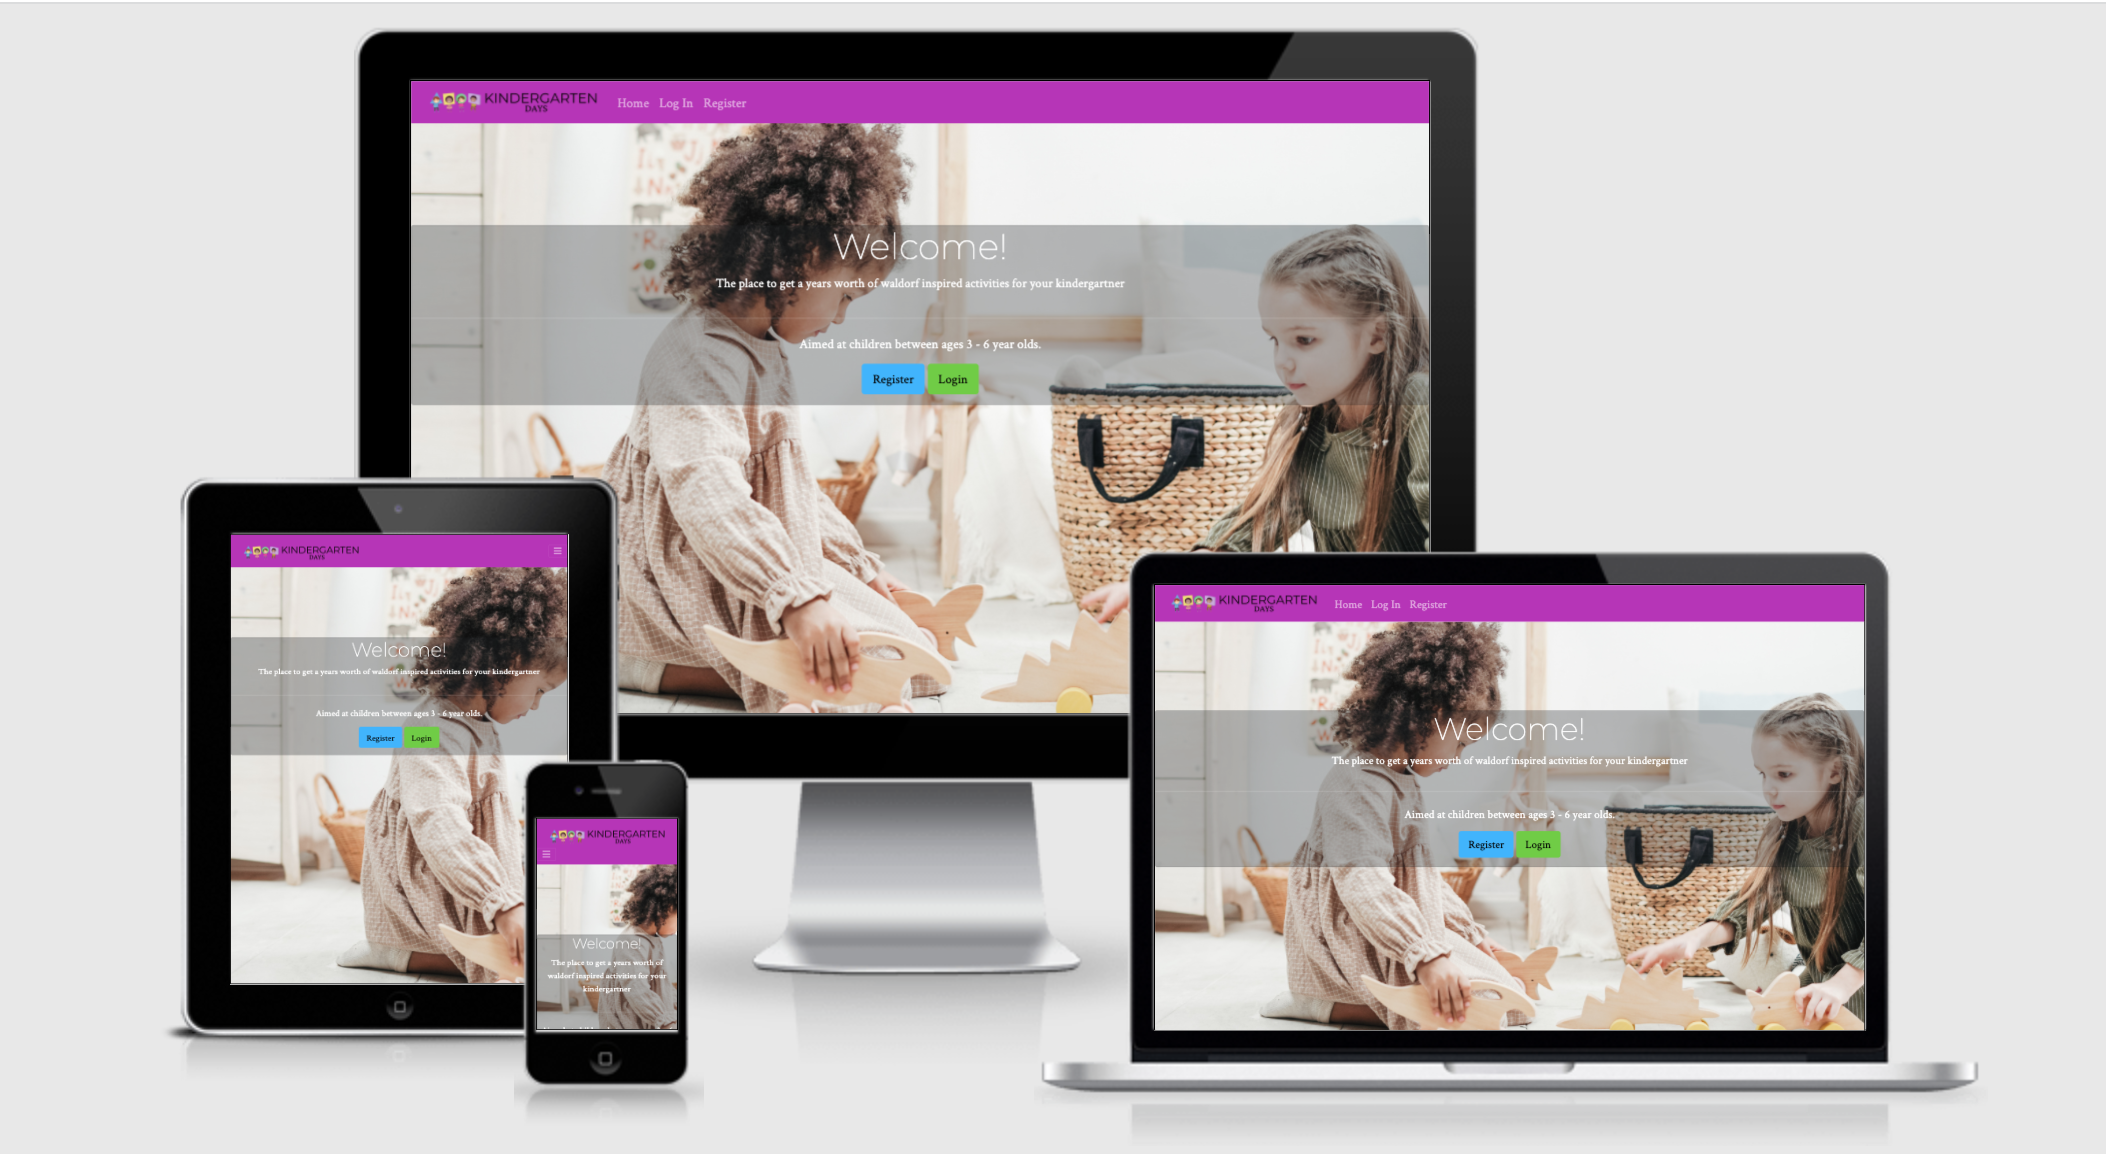 KINDERGARTEN
DAYS
Home Log In Register
Welcome!
The place to get a years worth of waldorf inspired activities for your kindergartner
Aimed at children between ages 3 - 6 year olds.
Register Login
KINDERGARTEN
DAYS
Welcome!
The place to get a years worth of waldorf inspired activities for your kindergartner
Aimed at children between ages 3 - 6 year olds.
Register Login
KINDERGARTEN
DAYS
Welcome!
The place to get a years worth of
waldorf inspired activities for your
kindergartner
KINDERGARTEN
DAYS
Home Log In Register
Welcome!
The place to get a years worth of waldorf inspired activities for your kindergartner
Aimed at children between ages 3 - 6 year olds.
Register Login